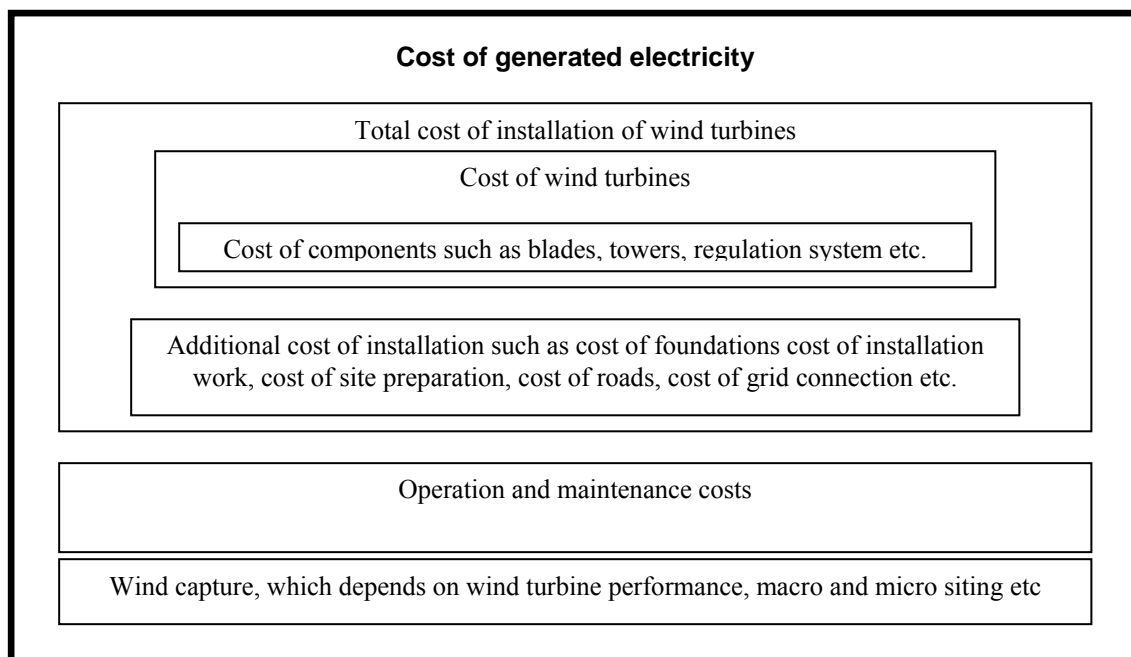 Cost of generated electricity
Total cost of installation of wind turbines
Cost of wind turbines
Cost of components such as blades, towers, regulation system etc.
Additional cost of installation such as cost of foundations cost of installation
work, cost of site preparation, cost of roads, cost of grid connection etc.
Operation and maintenance costs
Wind capture, which depends on wind turbine performance, macro and micro siting etc